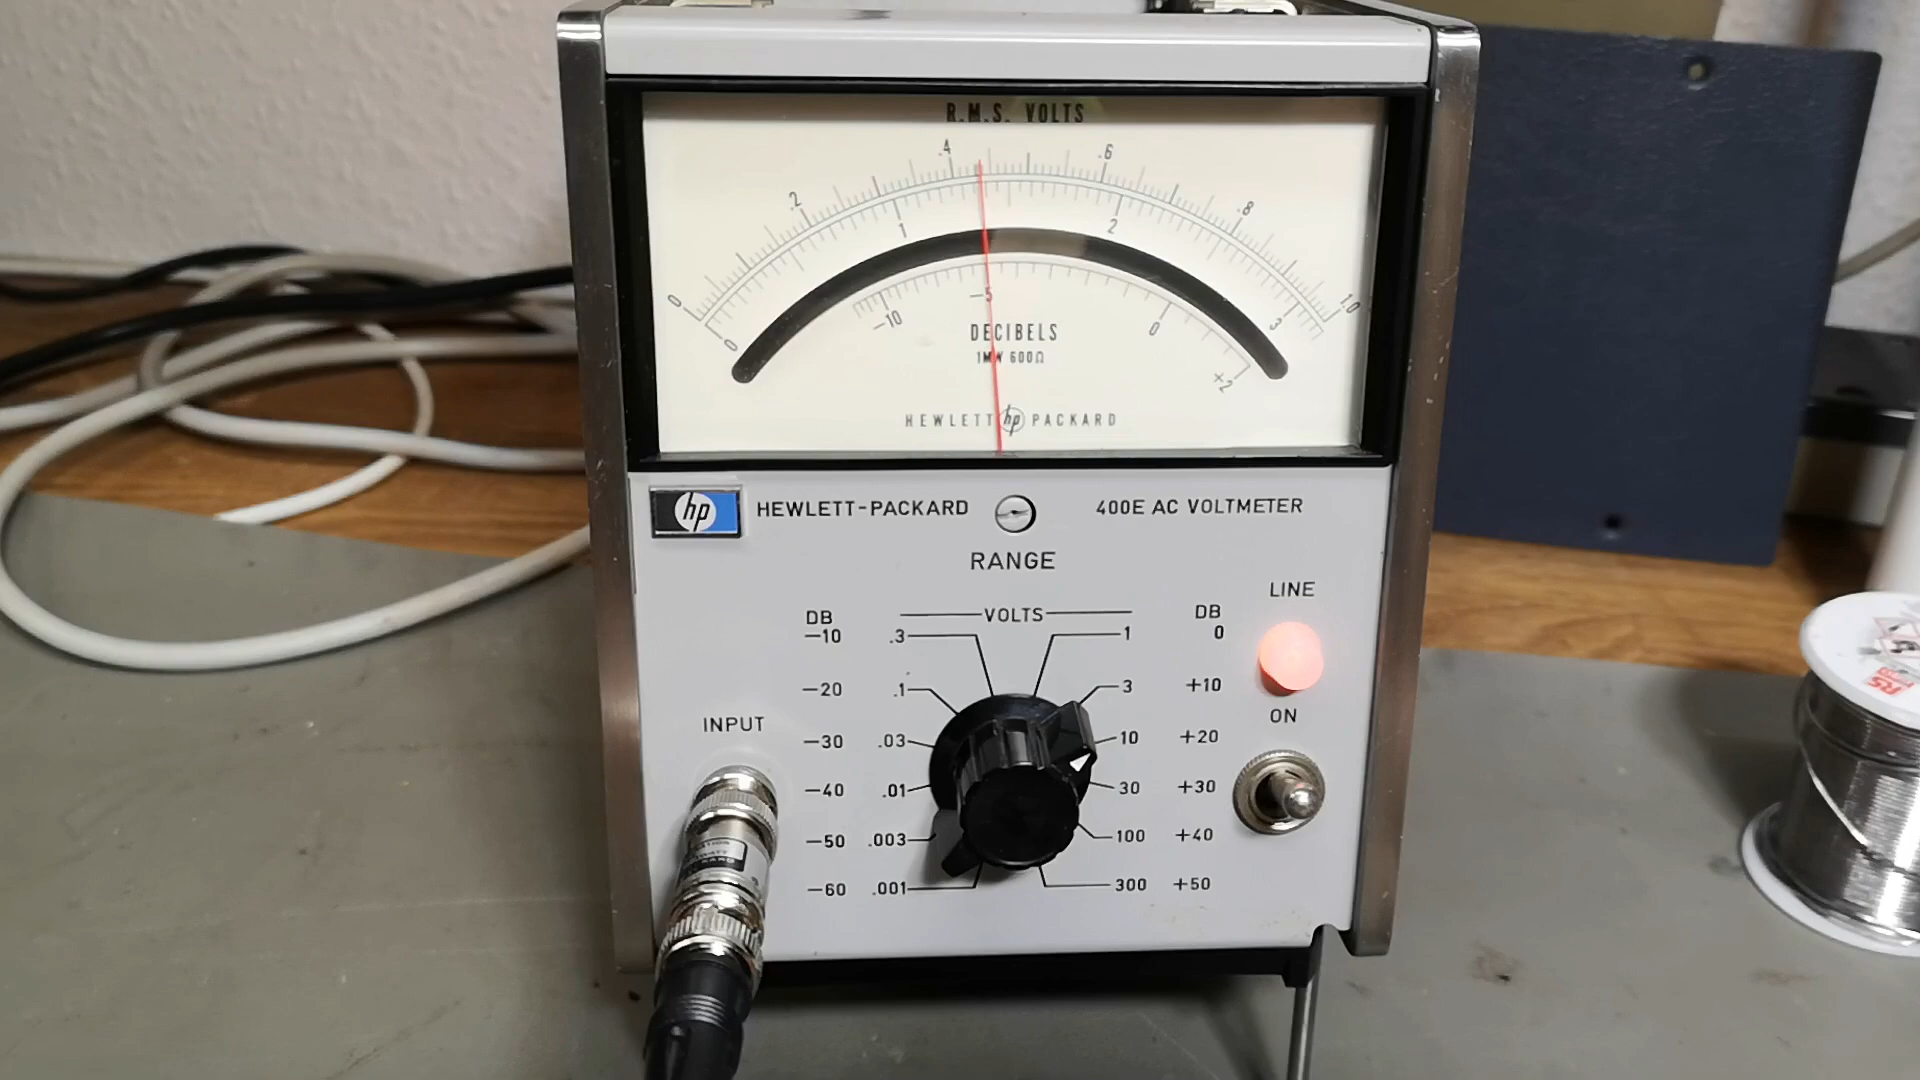 R.M.S. VOLTS
0 .2 .4 .6 .8 1.0
0 1 2 3
-10 -5 0 +2
DECIBELS
1MW 600Ω
HEWLETT hp PACKARD
hp HEWLETT-PACKARD 400E AC VOLTMETER
RANGE
LINE
DB VOLTS DB
-10 .3 1 0
-20 .1 3 +10
ON
INPUT
-30 .03 10 +20
-40 .01 30 +30
-50 .003 100 +40
-60 .001 300 +50
RS